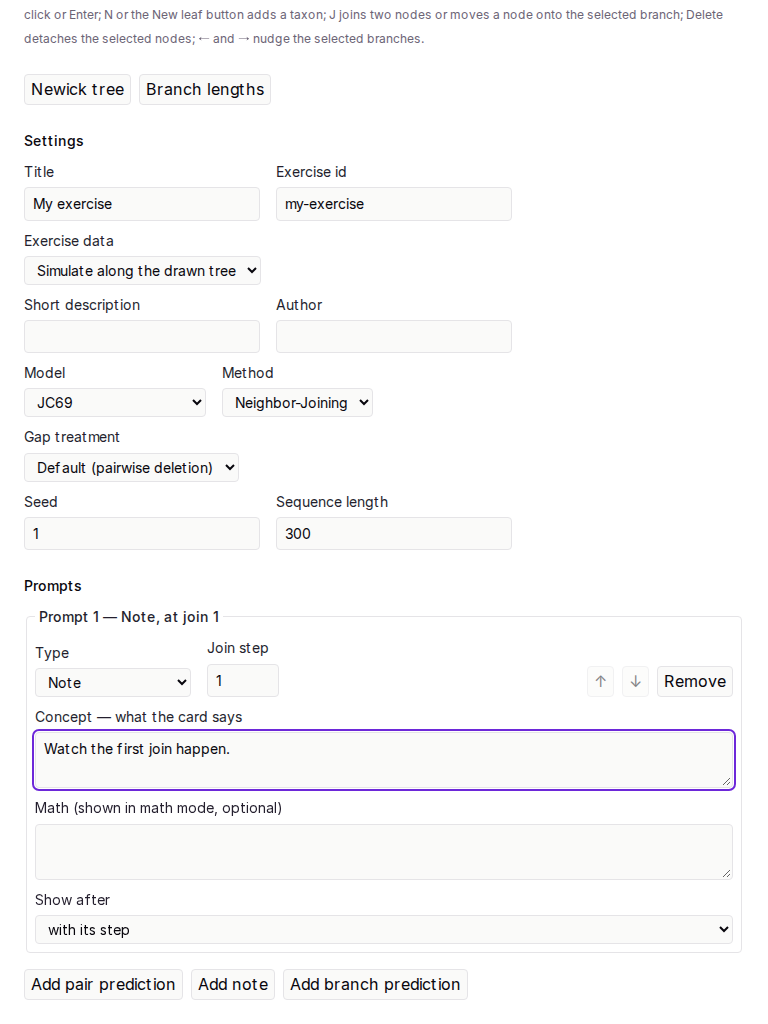 click or Enter; N or the New leaf button adds a taxon; J joins two nodes or moves a node onto the selected branch; Delete
detaches the selected nodes; ← and → nudge the selected branches.
Newick tree Branch lengths
Settings
Title Exercise id
My exercise my-exercise
Exercise data
Simulate along the drawn tree
Short description Author
Model Method
JC69 Neighbor-Joining
Gap treatment
Default (pairwise deletion)
Seed Sequence length
1 300
Prompts
Prompt 1 — Note, at join 1
Type Join step
Note 1 ↑ ↓ Remove
Concept — what the card says
Watch the first join happen.
Math (shown in math mode, optional)
Show after
with its step
Add pair prediction Add note Add branch prediction